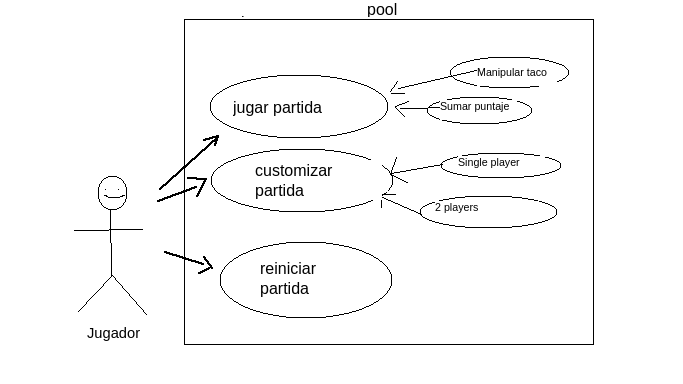 pool
Manipular taco
jugar partida
Sumar puntaje
customizar
partida
Single player
2 players
reiniciar
partida
Jugador